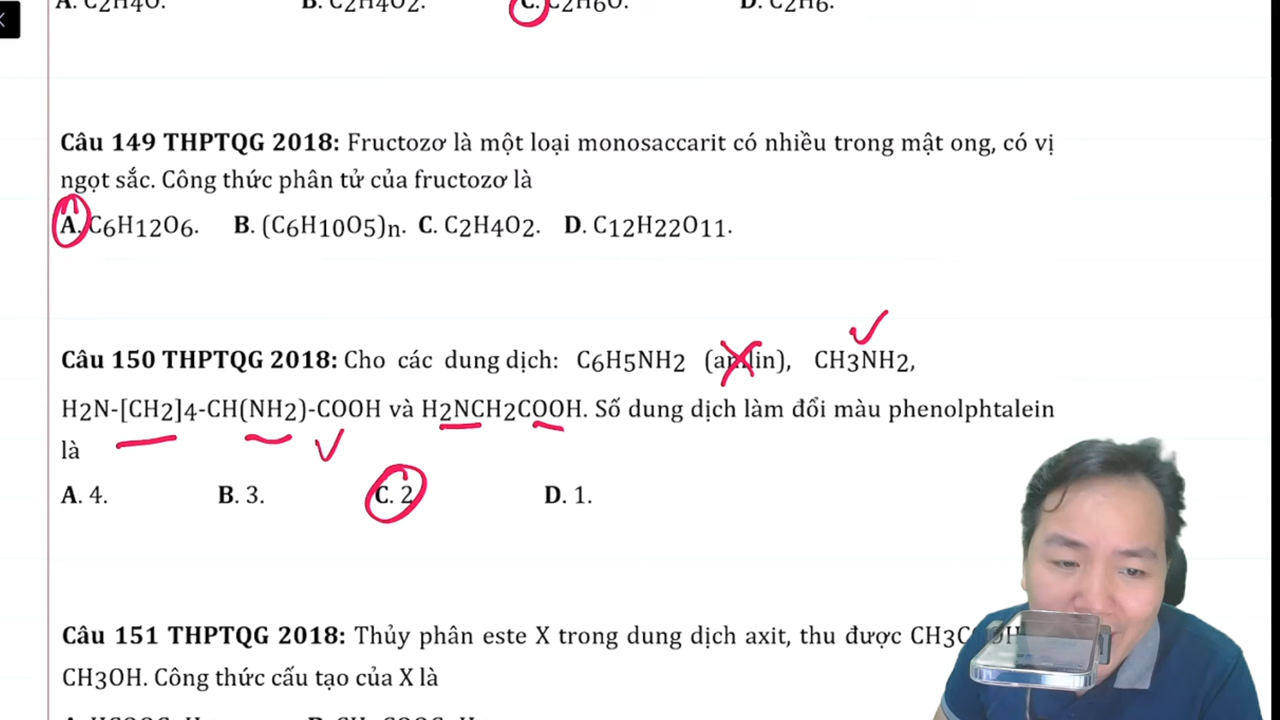 A. C2H4O. B. C2H4O2. C. C2H6O. D. C2H6.
Câu 149 THPTQG 2018: Fructozơ là một loại monosaccarit có nhiều trong mật ong, có vị
ngọt sắc. Công thức phân tử của fructozơ là
A. C6H12O6. B. (C6H10O5)n. C. C2H4O2. D. C12H22O11.
Câu 150 THPTQG 2018: Cho các dung dịch: C6H5NH2 (anilin), CH3NH2,
H2N-[CH2]4-CH(NH2)-COOH và H2NCH2COOH. Số dung dịch làm đổi màu phenolphtalein
là
A. 4. B. 3. C. 2 D. 1.
Câu 151 THPTQG 2018: Thủy phân este X trong dung dịch axit, thu được
CH3OH. Công thức cấu tạo của X là